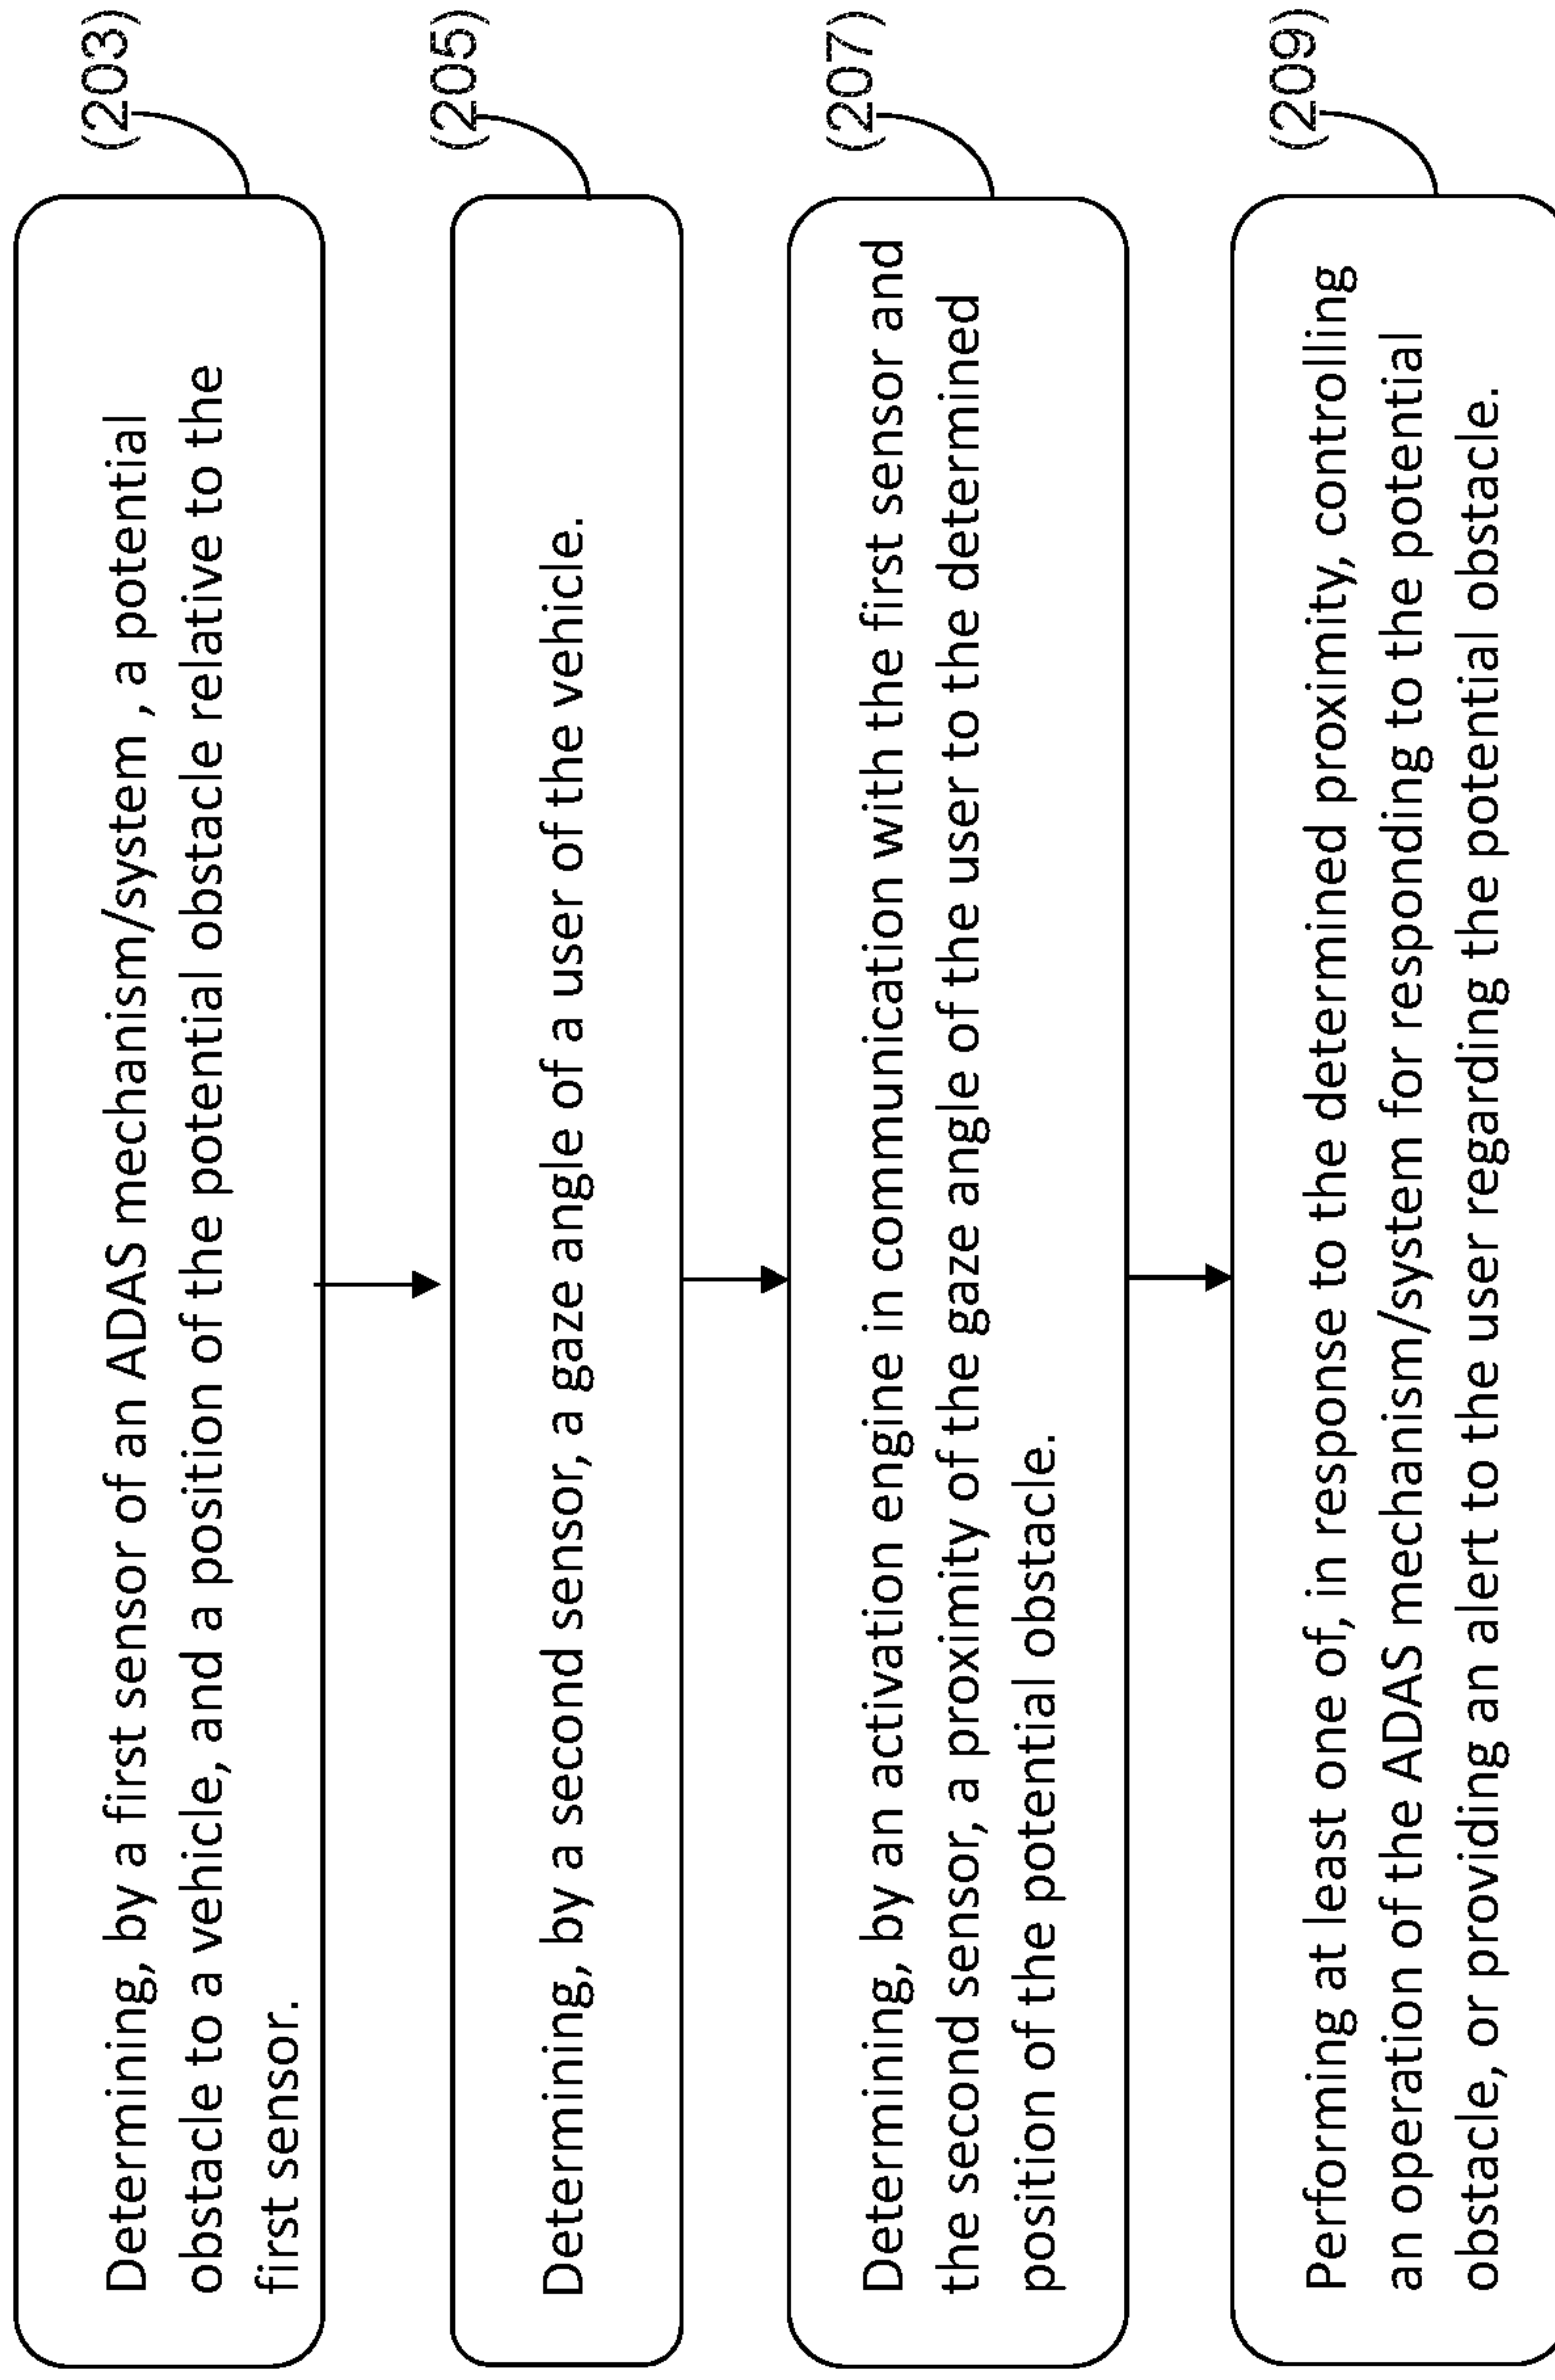 (203)
Determining, by a first sensor of an ADAS mechanism/system , a potential
obstacle to a vehicle, and a position of the potential obstacle relative to the
first sensor.
(205)
Determining, by a second sensor, a gaze angle of a user of the vehicle.
(207)
Determining, by an activation engine in communication with the first sensor and
the second sensor, a proximity of the gaze angle of the user to the determined
position of the potential obstacle.
(209)
Performing at least one of, in response to the determined proximity, controlling
an operation of the ADAS mechanism/system for responding to the potential
obstacle, or providing an alert to the user regarding the potential obstacle.